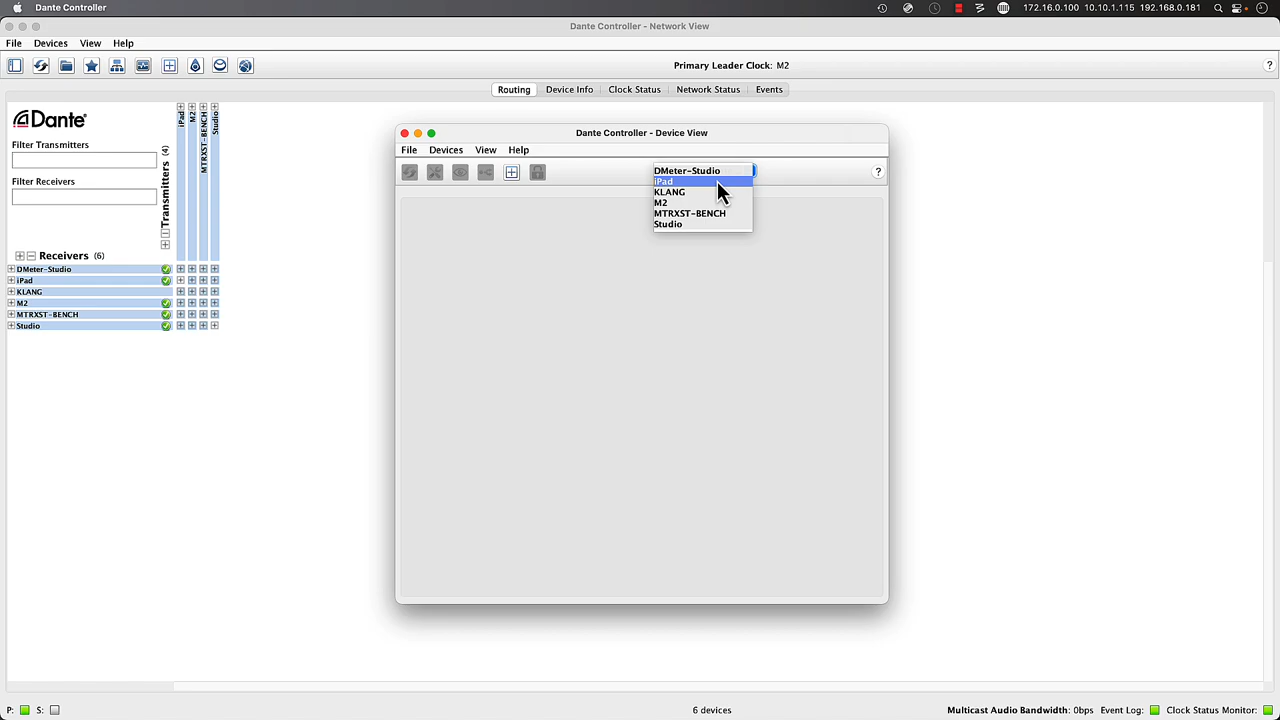 Dante Controller
172.16.0.100 10.10.1.115 192.168.0.181
Dante Controller - Network View
File Devices View Help
Primary Leader Clock: M2
?
Routing Device Info Clock Status Network Status Events
Dante®
Filter Transmitters
Filter Receivers
Transmitters (4)
iPad
M2
MTRXST-BENCH
Studio
Receivers (6)
DMeter-Studio
iPad
KLANG
M2
MTRXST-BENCH
Studio
Dante Controller - Device View
File Devices View Help
?
DMeter-Studio
iPad
KLANG
M2
MTRXST-BENCH
Studio
P: S: 6 devices Multicast Audio Bandwidth: 0bps Event Log: Clock Status Monitor: